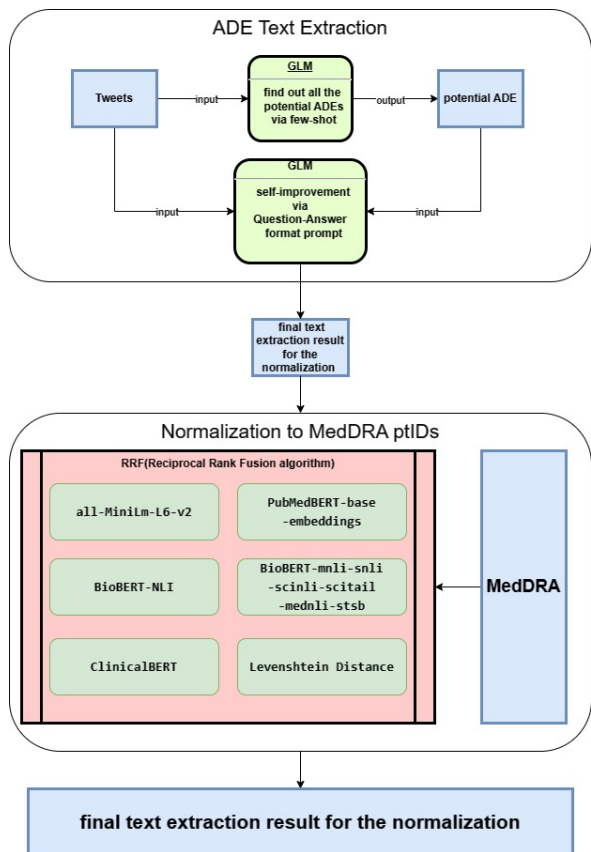 ADE Text Extraction
GLM
find out all the
potential ADEs
via few-shot
Tweets
input
output
potential ADE
GLM
self-improvement
via
Question-Answer
format prompt
input
input
final text
extraction result
for the
normalization
Normalization to MedDRA ptIDs
RRF(Reciprocal Rank Fusion algorithm)
all-MiniLm-L6-v2
PubMedBERT-base
-embeddings
BioBERT-NLI
BioBERT-mnli-snli
-scinli-scitail
-mednli-stsb
ClinicalBERT
Levenshtein Distance
MedDRA
final text extraction result for the normalization